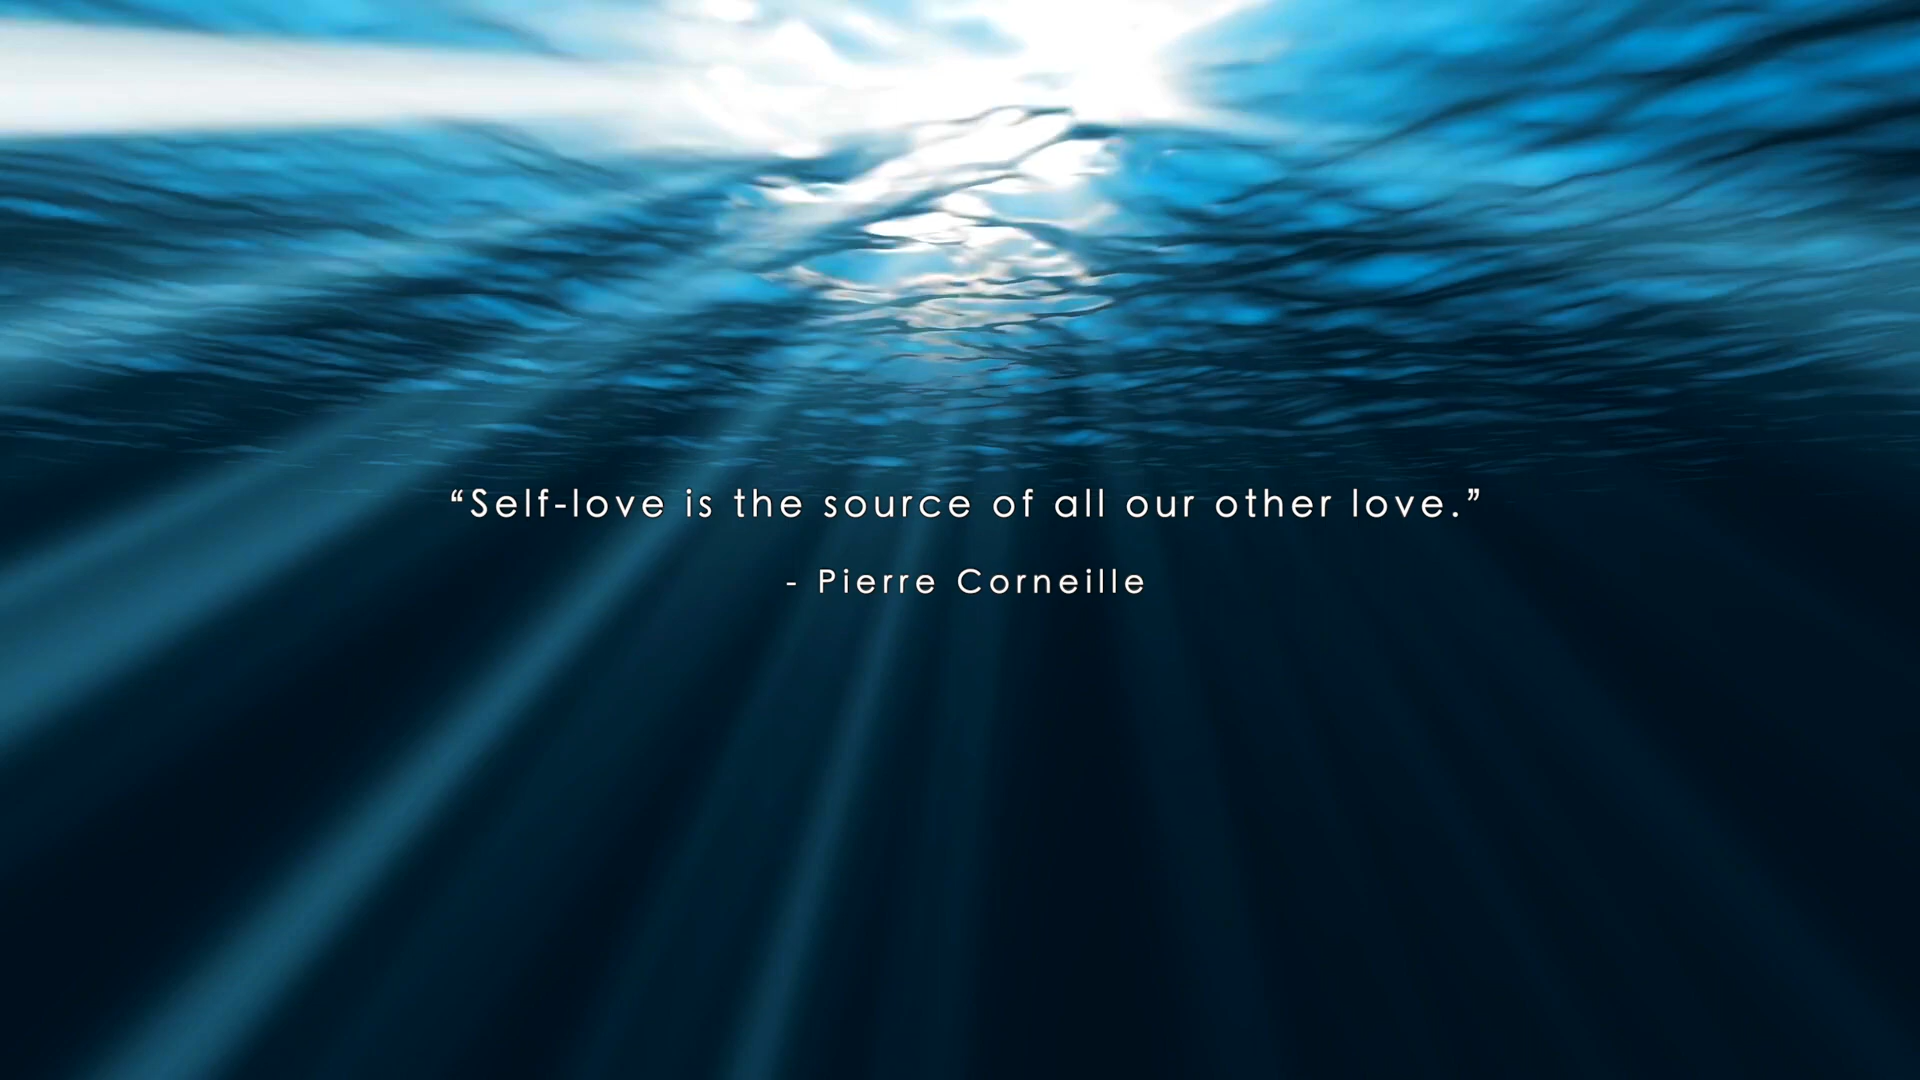 “Self-love is the source of all our other love.”
- Pierre Corneille